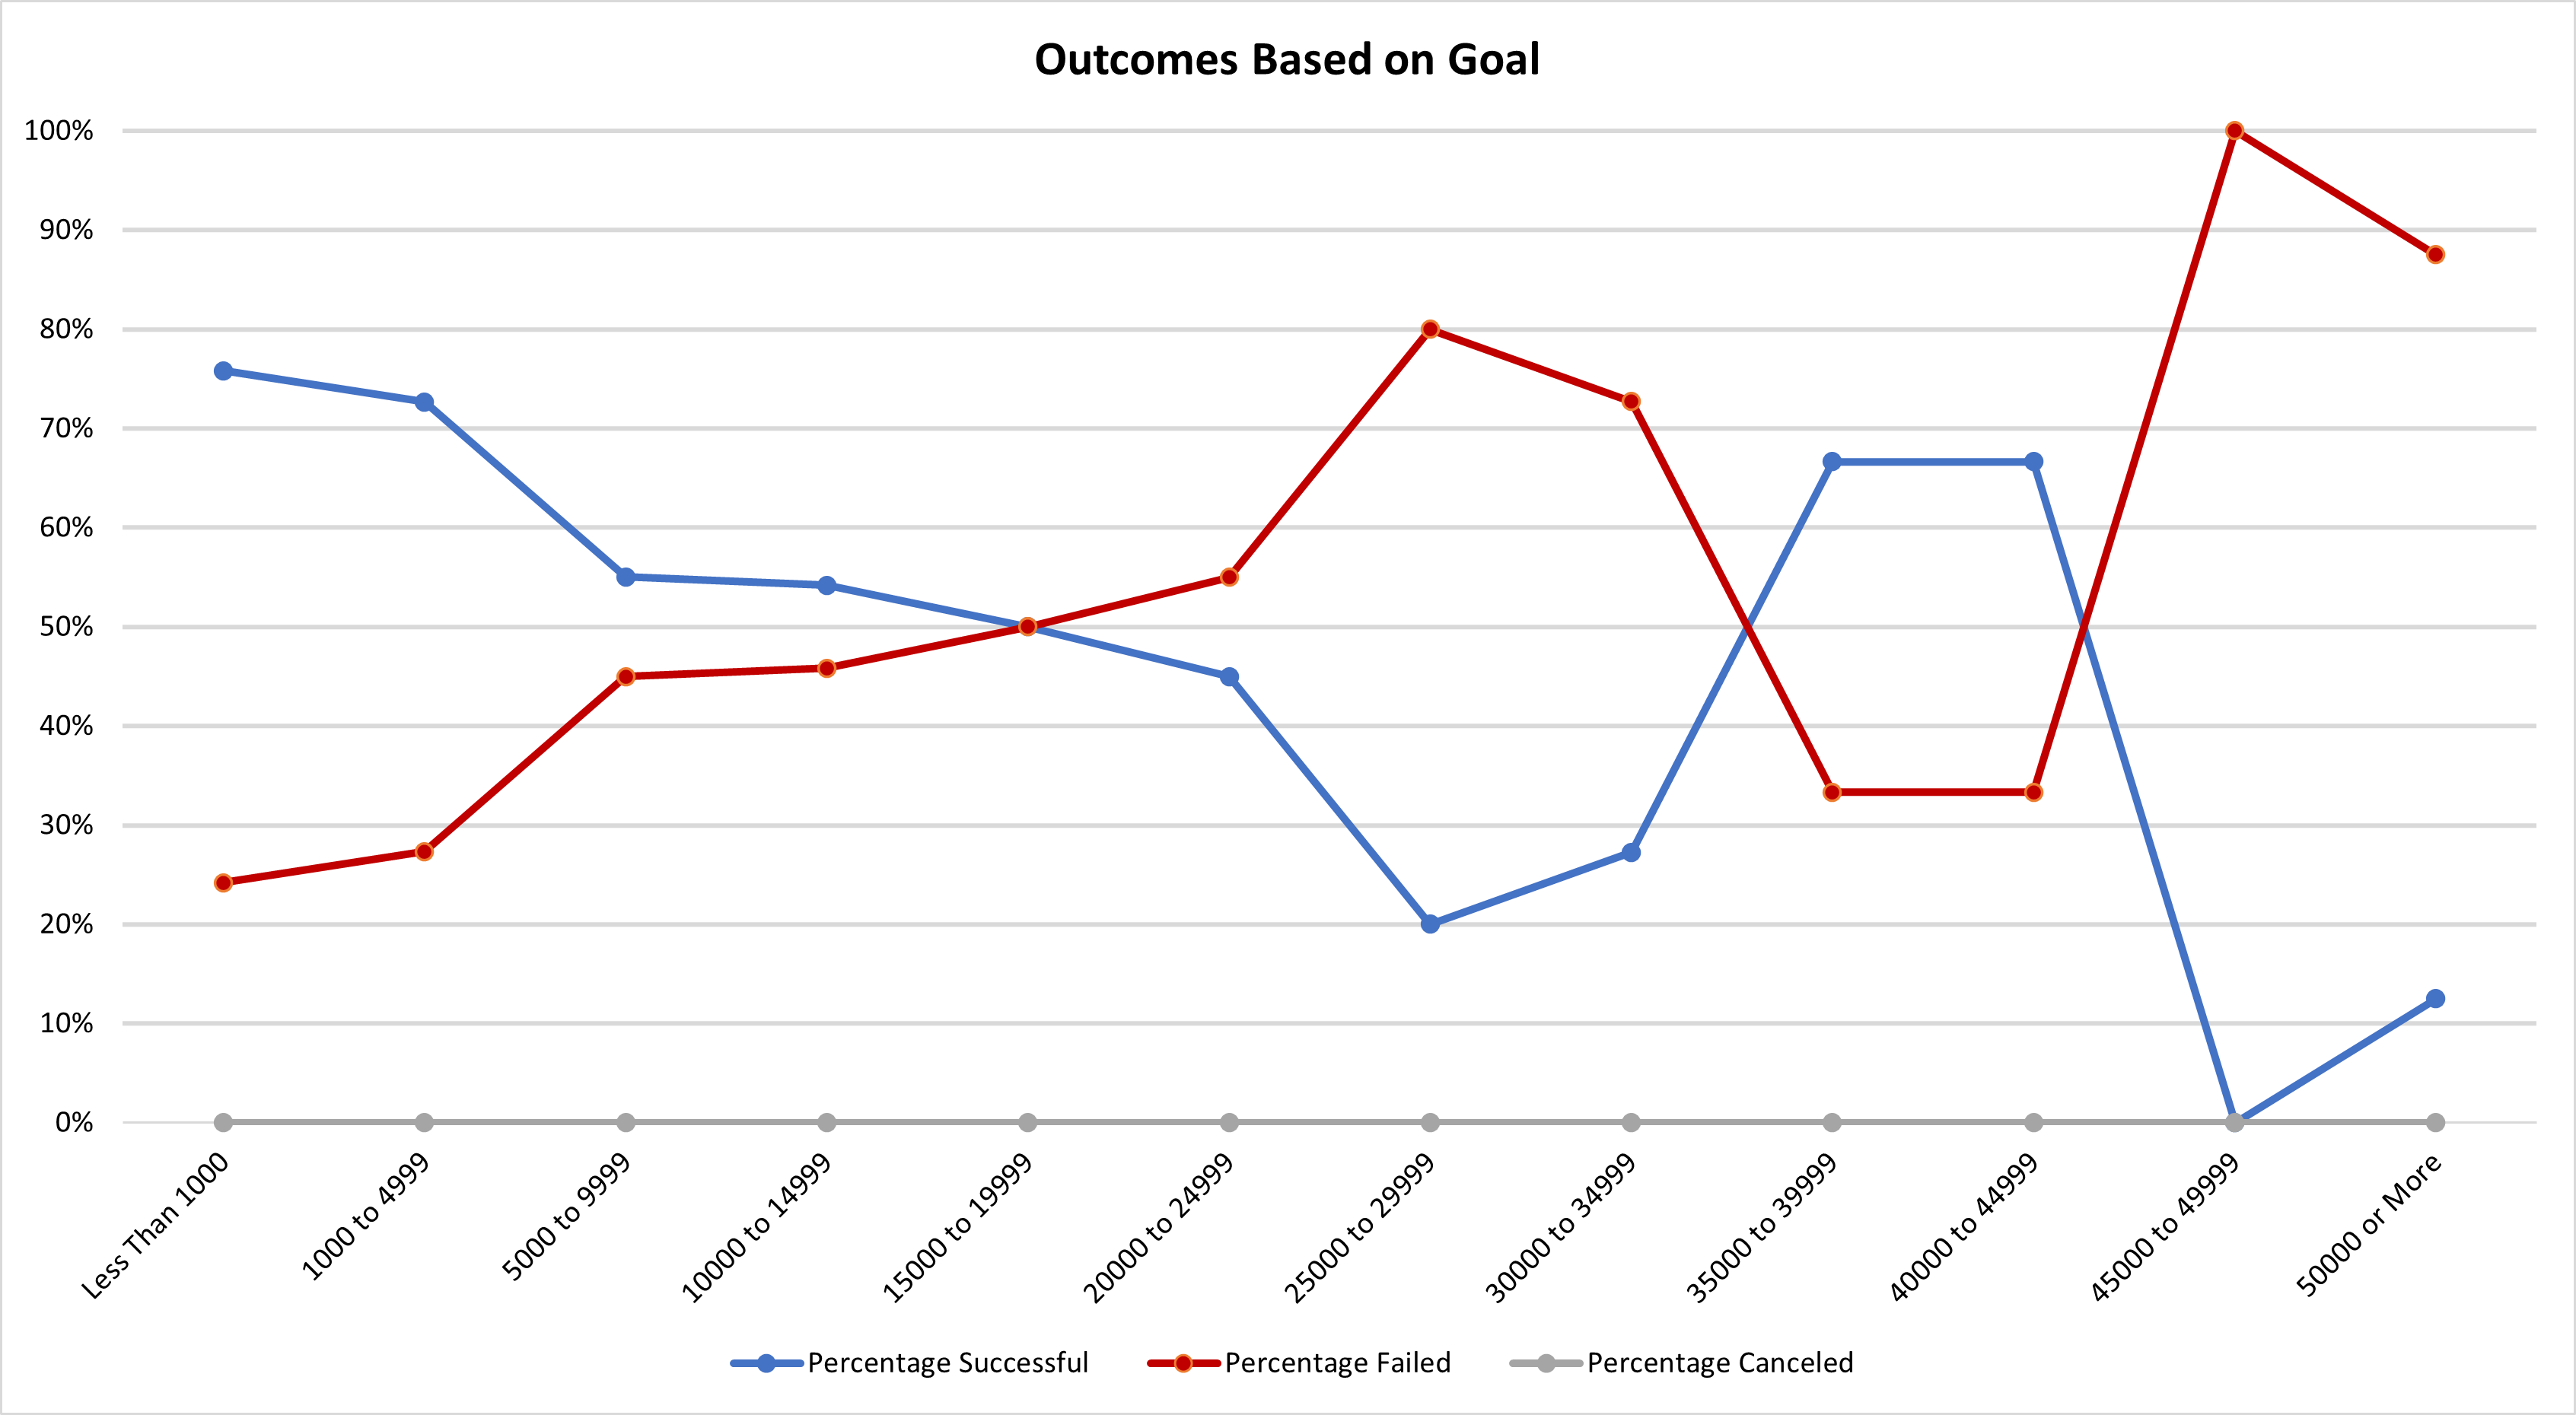 Outcomes Based on Goal
100%
90%
80%
70%
60%
50%
40%
30%
20%
10%
0%
Less Than 1000
1000 to 4999
5000 to 9999
10000 to 14999
15000 to 19999
20000 to 24999
25000 to 29999
30000 to 34999
35000 to 39999
40000 to 44999
45000 to 49999
50000 or More
Percentage Successful
Percentage Failed
Percentage Canceled